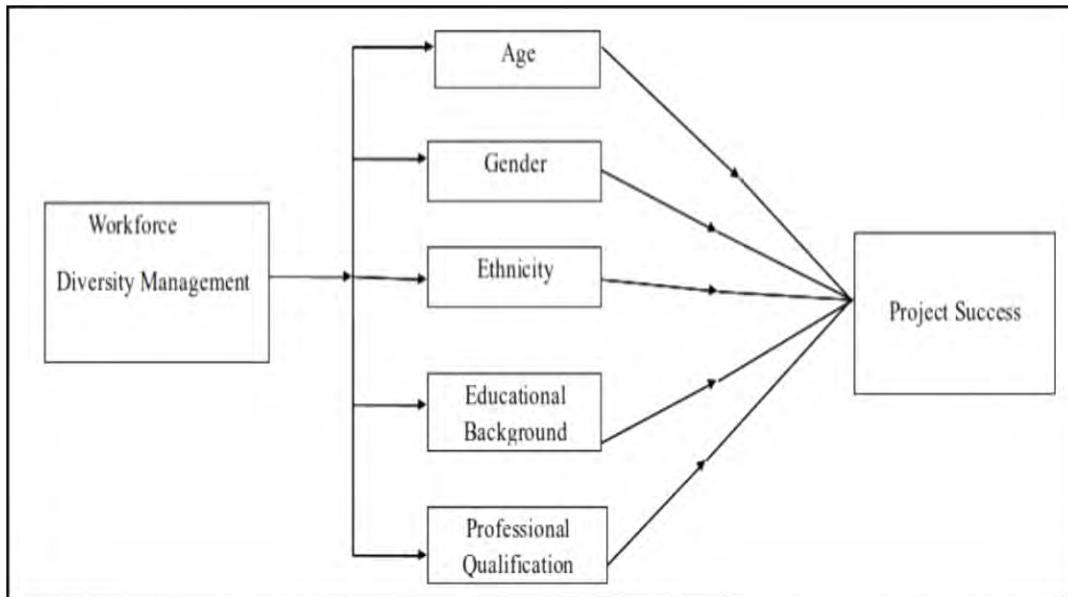 Workforce
Diversity Management
Age
Gender
Ethnicity
Educational
Background
Professional
Qualification
Project Success